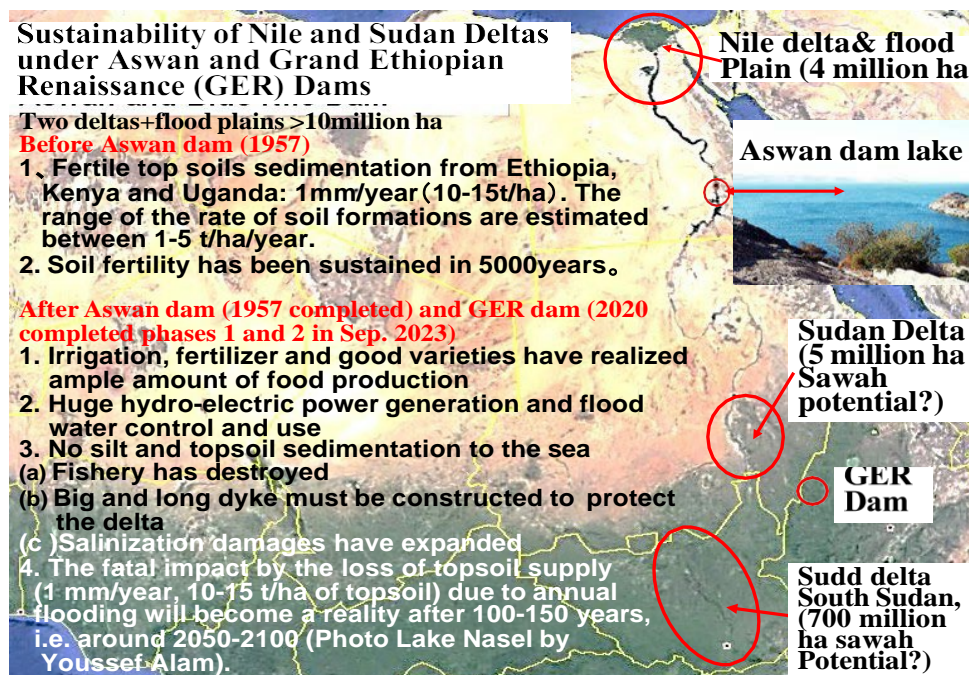 Sustainability of Nile and Sudan Deltas
under Aswan and Grand Ethiopian
Renaissance (GER) Dams
Two deltas+flood plains >10million ha
Before Aswan dam (1957)
1、Fertile top soils sedimentation from Ethiopia,
Kenya and Uganda: 1mm/year(10-15t/ha). The
range of the rate of soil formations are estimated
between 1-5 t/ha/year.
2. Soil fertility has been sustained in 5000years。
After Aswan dam (1957 completed) and GER dam (2020
completed phases 1 and 2 in Sep. 2023)
1. Irrigation, fertilizer and good varieties have realized
ample amount of food production
2. Huge hydro-electric power generation and flood
water control and use
3. No silt and topsoil sedimentation to the sea
(a) Fishery has destroyed
(b) Big and long dyke must be constructed to protect
the delta
(c )Salinization damages have expanded
4. The fatal impact by the loss of topsoil supply
(1 mm/year, 10-15 t/ha of topsoil) due to annual
flooding will become a reality after 100-150 years,
i.e. around 2050-2100 (Photo Lake Nasel by
Youssef Alam).
Nile delta& flood
Plain (4 million ha
Aswan dam lake
Sudan Delta
(5 million ha
Sawah
potential?)
GER
Dam
Sudd delta
South Sudan,
(700 million
ha sawah
Potential?)